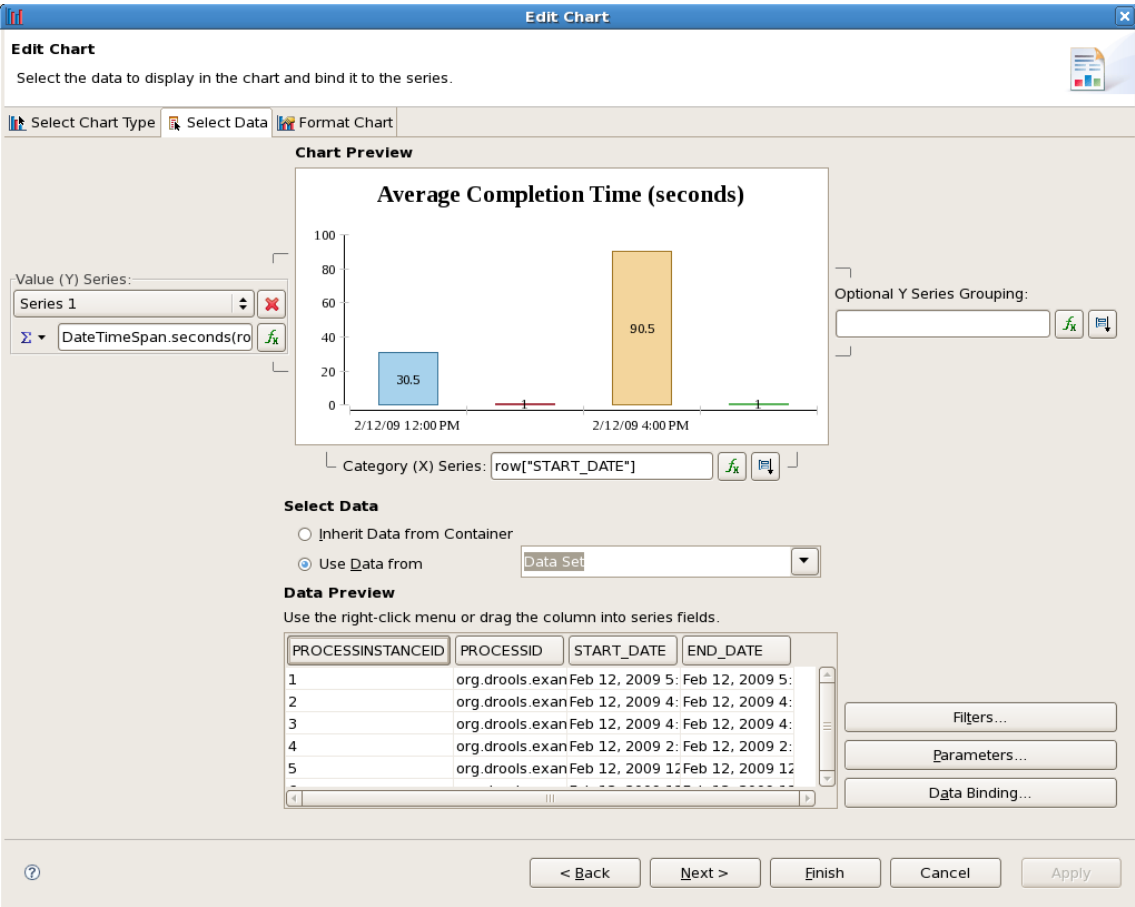 Edit Chart
Edit Chart
Select the data to display in the chart and bind it to the series.
Select Chart Type
Select Data
Format Chart
Chart Preview
Average Completion Time (seconds)
100
80
60
40
20
0
30.5
1
90.5
1
2/12/09 12:00 PM
2/12/09 4:00 PM
Value (Y) Series:
Series 1
Σ
DateTimeSpan.seconds(ro
fx
Optional Y Series Grouping:
fx
Category (X) Series:
row["START_DATE"]
fx
Select Data
Inherit Data from Container
Use Data from
Data Set
Data Preview
Use the right-click menu or drag the column into series fields.
PROCESSINSTANCEID PROCESSID START_DATE END_DATE
1 org.drools.exan Feb 12, 2009 5: Feb 12, 2009 5:
2 org.drools.exan Feb 12, 2009 4: Feb 12, 2009 4:
3 org.drools.exan Feb 12, 2009 4: Feb 12, 2009 4:
4 org.drools.exan Feb 12, 2009 2: Feb 12, 2009 2:
5 org.drools.exan Feb 12, 2009 12 Feb 12, 2009 12
Filters...
Parameters...
Data Binding...
?
< Back
Next >
Finish
Cancel
Apply